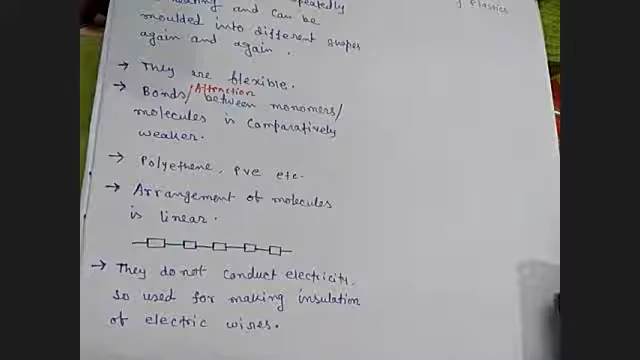 heating and can be
moulded into different shapes
again and again.
→ They are flexible.
→ Bonds/Attraction
between monomers/
molecules is comparatively
weaker.
→ Polyethene, PVC etc.
→ Arrangement of molecules
is linear.
→ They do not conduct electricity
so used for making insulation
of electric wires.
Plastics